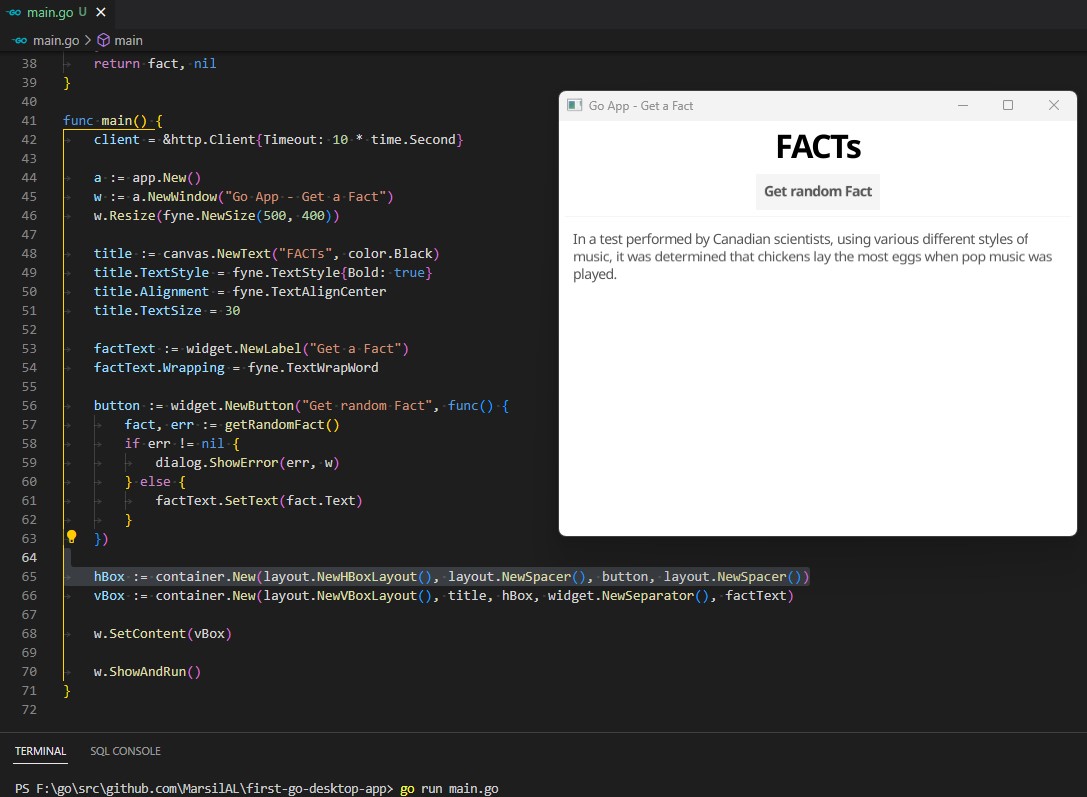 GO main.go U ×
GO main.go > main
38 return fact, nil
39 }
40
41 func main() {
42 client = &http.Client{Timeout: 10 * time.Second}
43
44 a := app.New()
45 w := a.NewWindow("Go App - Get a Fact")
46 w.Resize(fyne.NewSize(500, 400))
47
48 title := canvas.NewText("FACTs", color.Black)
49 title.TextStyle = fyne.TextStyle{Bold: true}
50 title.Alignment = fyne.TextAlignCenter
51 title.TextSize = 30
52
53 factText := widget.NewLabel("Get a Fact")
54 factText.Wrapping = fyne.TextWrapWord
55
56 button := widget.NewButton("Get random Fact", func() {
57 fact, err := getRandomFact()
58 if err != nil {
59 dialog.ShowError(err, w)
60 } else {
61 factText.SetText(fact.Text)
62 }
63 })
64
65 hBox := container.New(layout.NewHBoxLayout(), layout.NewSpacer(), button, layout.NewSpacer())
66 vBox := container.New(layout.NewVBoxLayout(), title, hBox, widget.NewSeparator(), factText)
67
68 w.SetContent(vBox)
69
70 w.ShowAndRun()
71 }
72
Go App - Get a Fact
FACTs
Get random Fact
In a test performed by Canadian scientists, using various different styles of
music, it was determined that chickens lay the most eggs when pop music was
played.
TERMINAL SQL CONSOLE
PS F:\go\src\github.com\MarsilAL\first-go-desktop-app> go run main.go